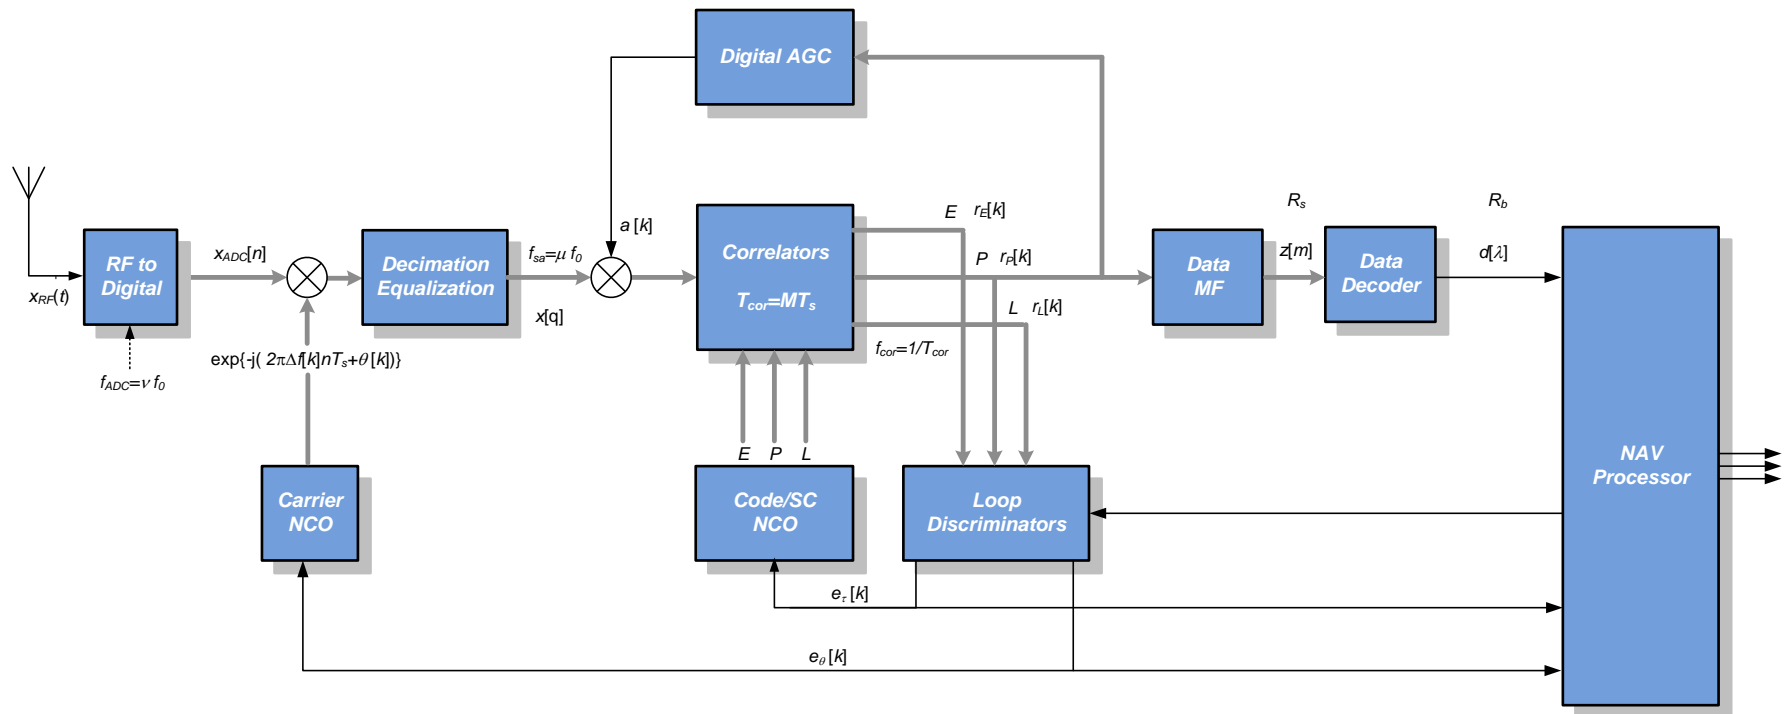 Digital AGC
a [k]
E r_E[k]
R_s
R_b
x_ADC[n]
f_sa=μ f_0
Correlators
T_cor=MT_s
P r_P[k]
z[m]
d[λ]
RF to
Digital
Decimation
Equalization
Data
MF
Data
Decoder
x_RF(t)
x[q]
L r_L[k]
f_cor=1/T_cor
exp{-j( 2πΔf[k]nT_s+θ [k])}
f_ADC=ν f_0
E P L
NAV
Processor
Carrier
NCO
Code/SC
NCO
Loop
Discriminators
e_τ [k]
e_θ [k]